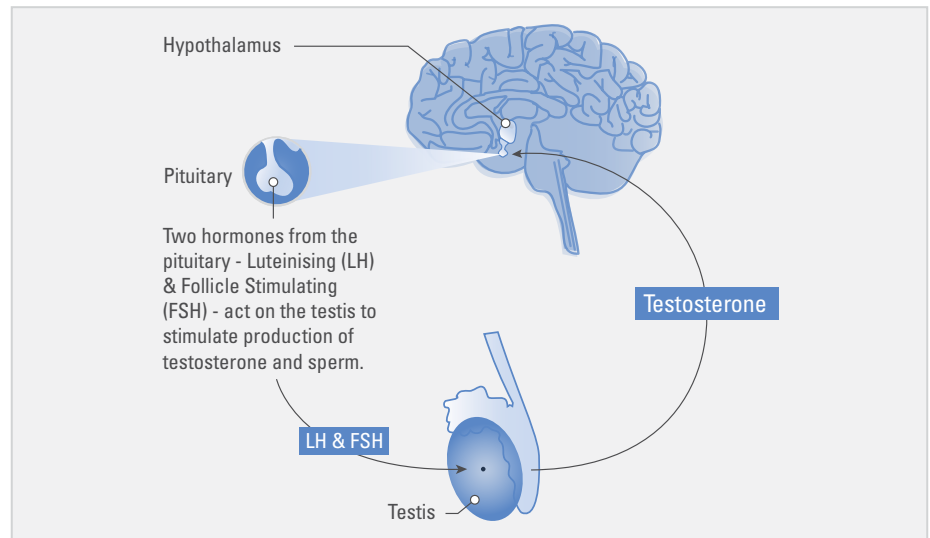 Hypothalamus
Pituitary
Two hormones from the
pituitary - Luteinising (LH)
& Follicle Stimulating
(FSH) - act on the testis to
stimulate production of
testosterone and sperm.
Testosterone
LH & FSH
Testis